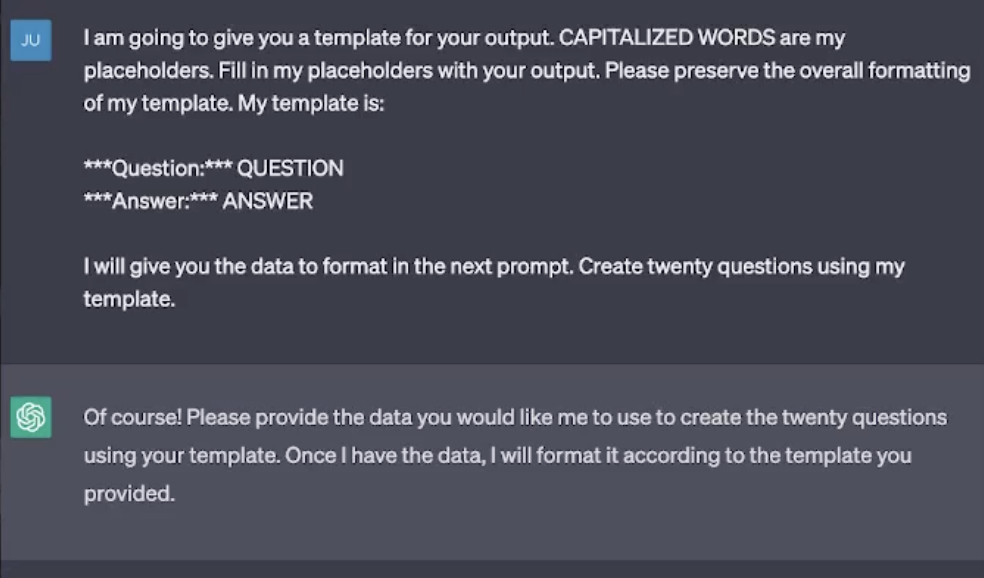 JU
I am going to give you a template for your output. CAPITALIZED WORDS are my
placeholders. Fill in my placeholders with your output. Please preserve the overall formatting
of my template. My template is:
***Question:*** QUESTION
***Answer:*** ANSWER
I will give you the data to format in the next prompt. Create twenty questions using my
template.
Of course! Please provide the data you would like me to use to create the twenty questions
using your template. Once I have the data, I will format it according to the template you
provided.